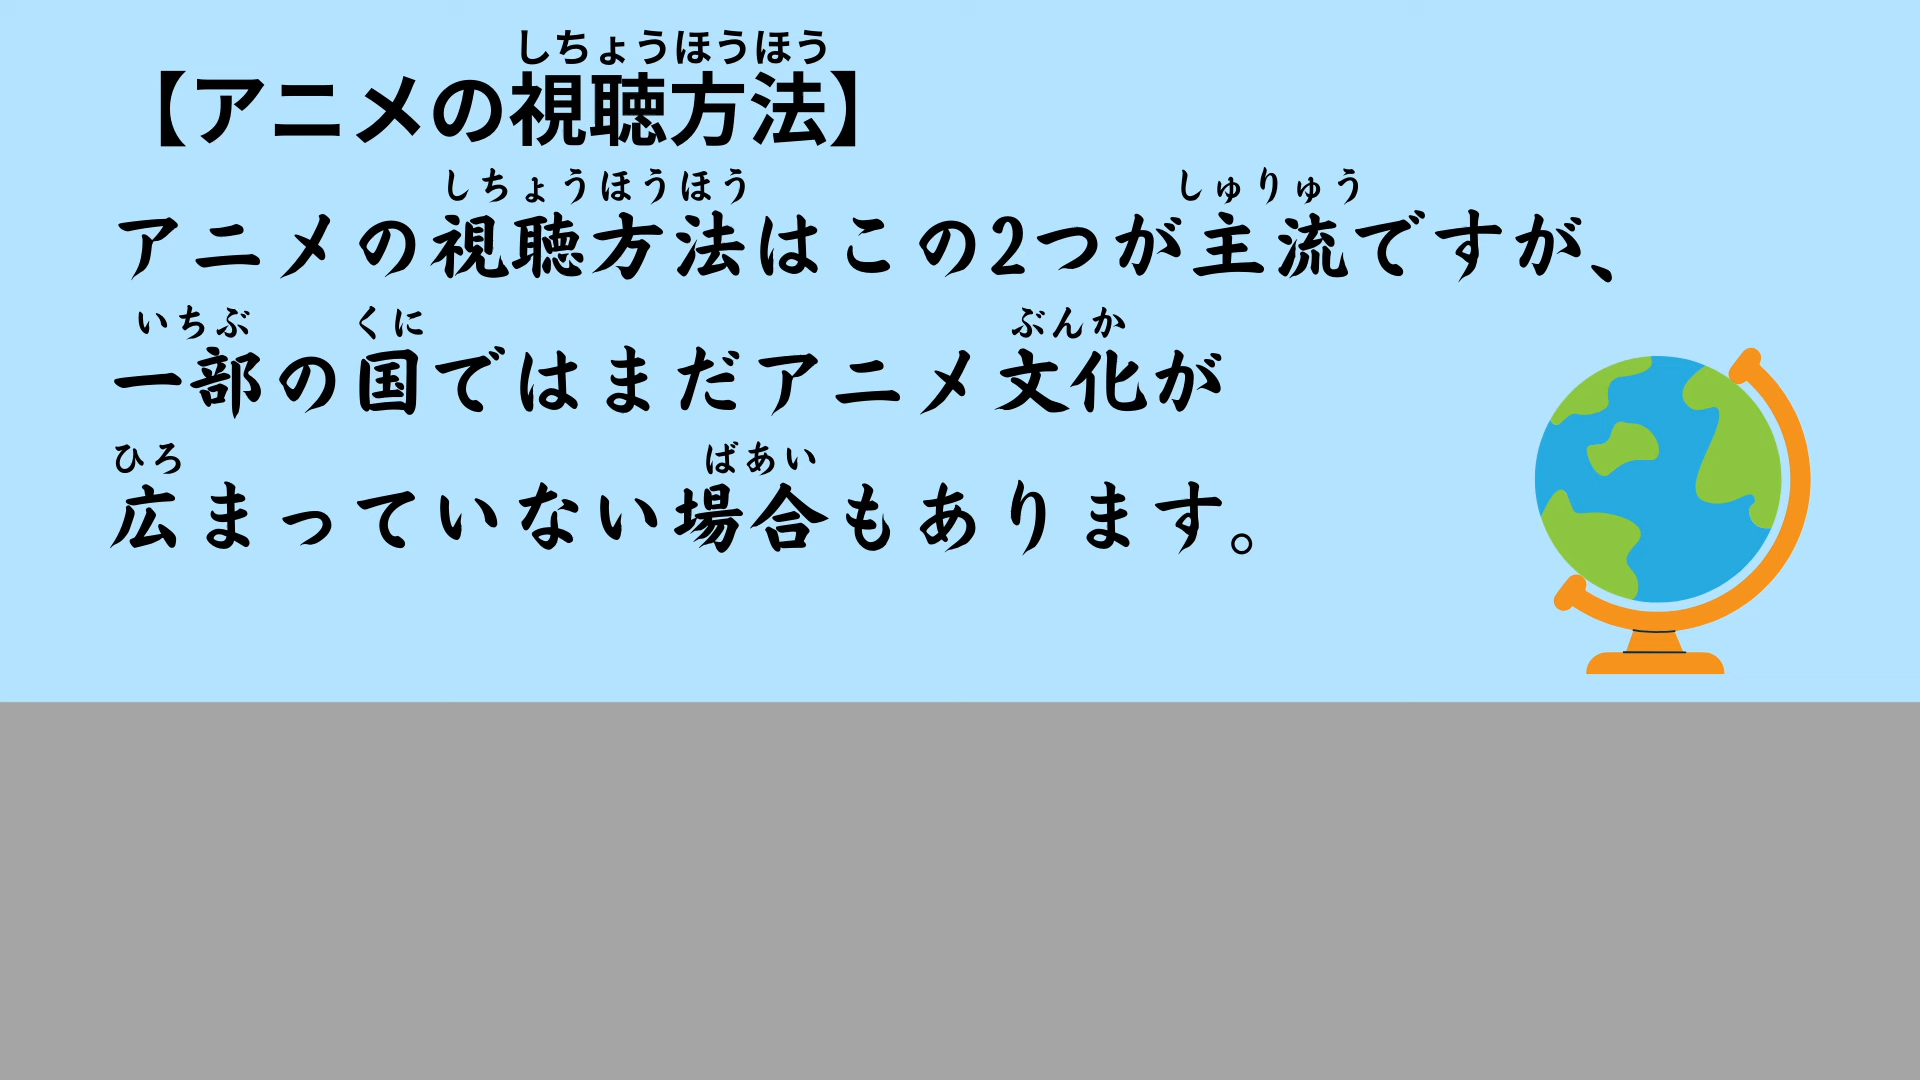 しちょうほうほう
【アニメの視聴方法】
しちょうほうほう しゅりゅう
アニメの視聴方法はこの2つが主流ですが、
いちぶ くに ぶんか
一部の国ではまだアニメ文化が
ひろ ばあい
広まっていない場合もあります。